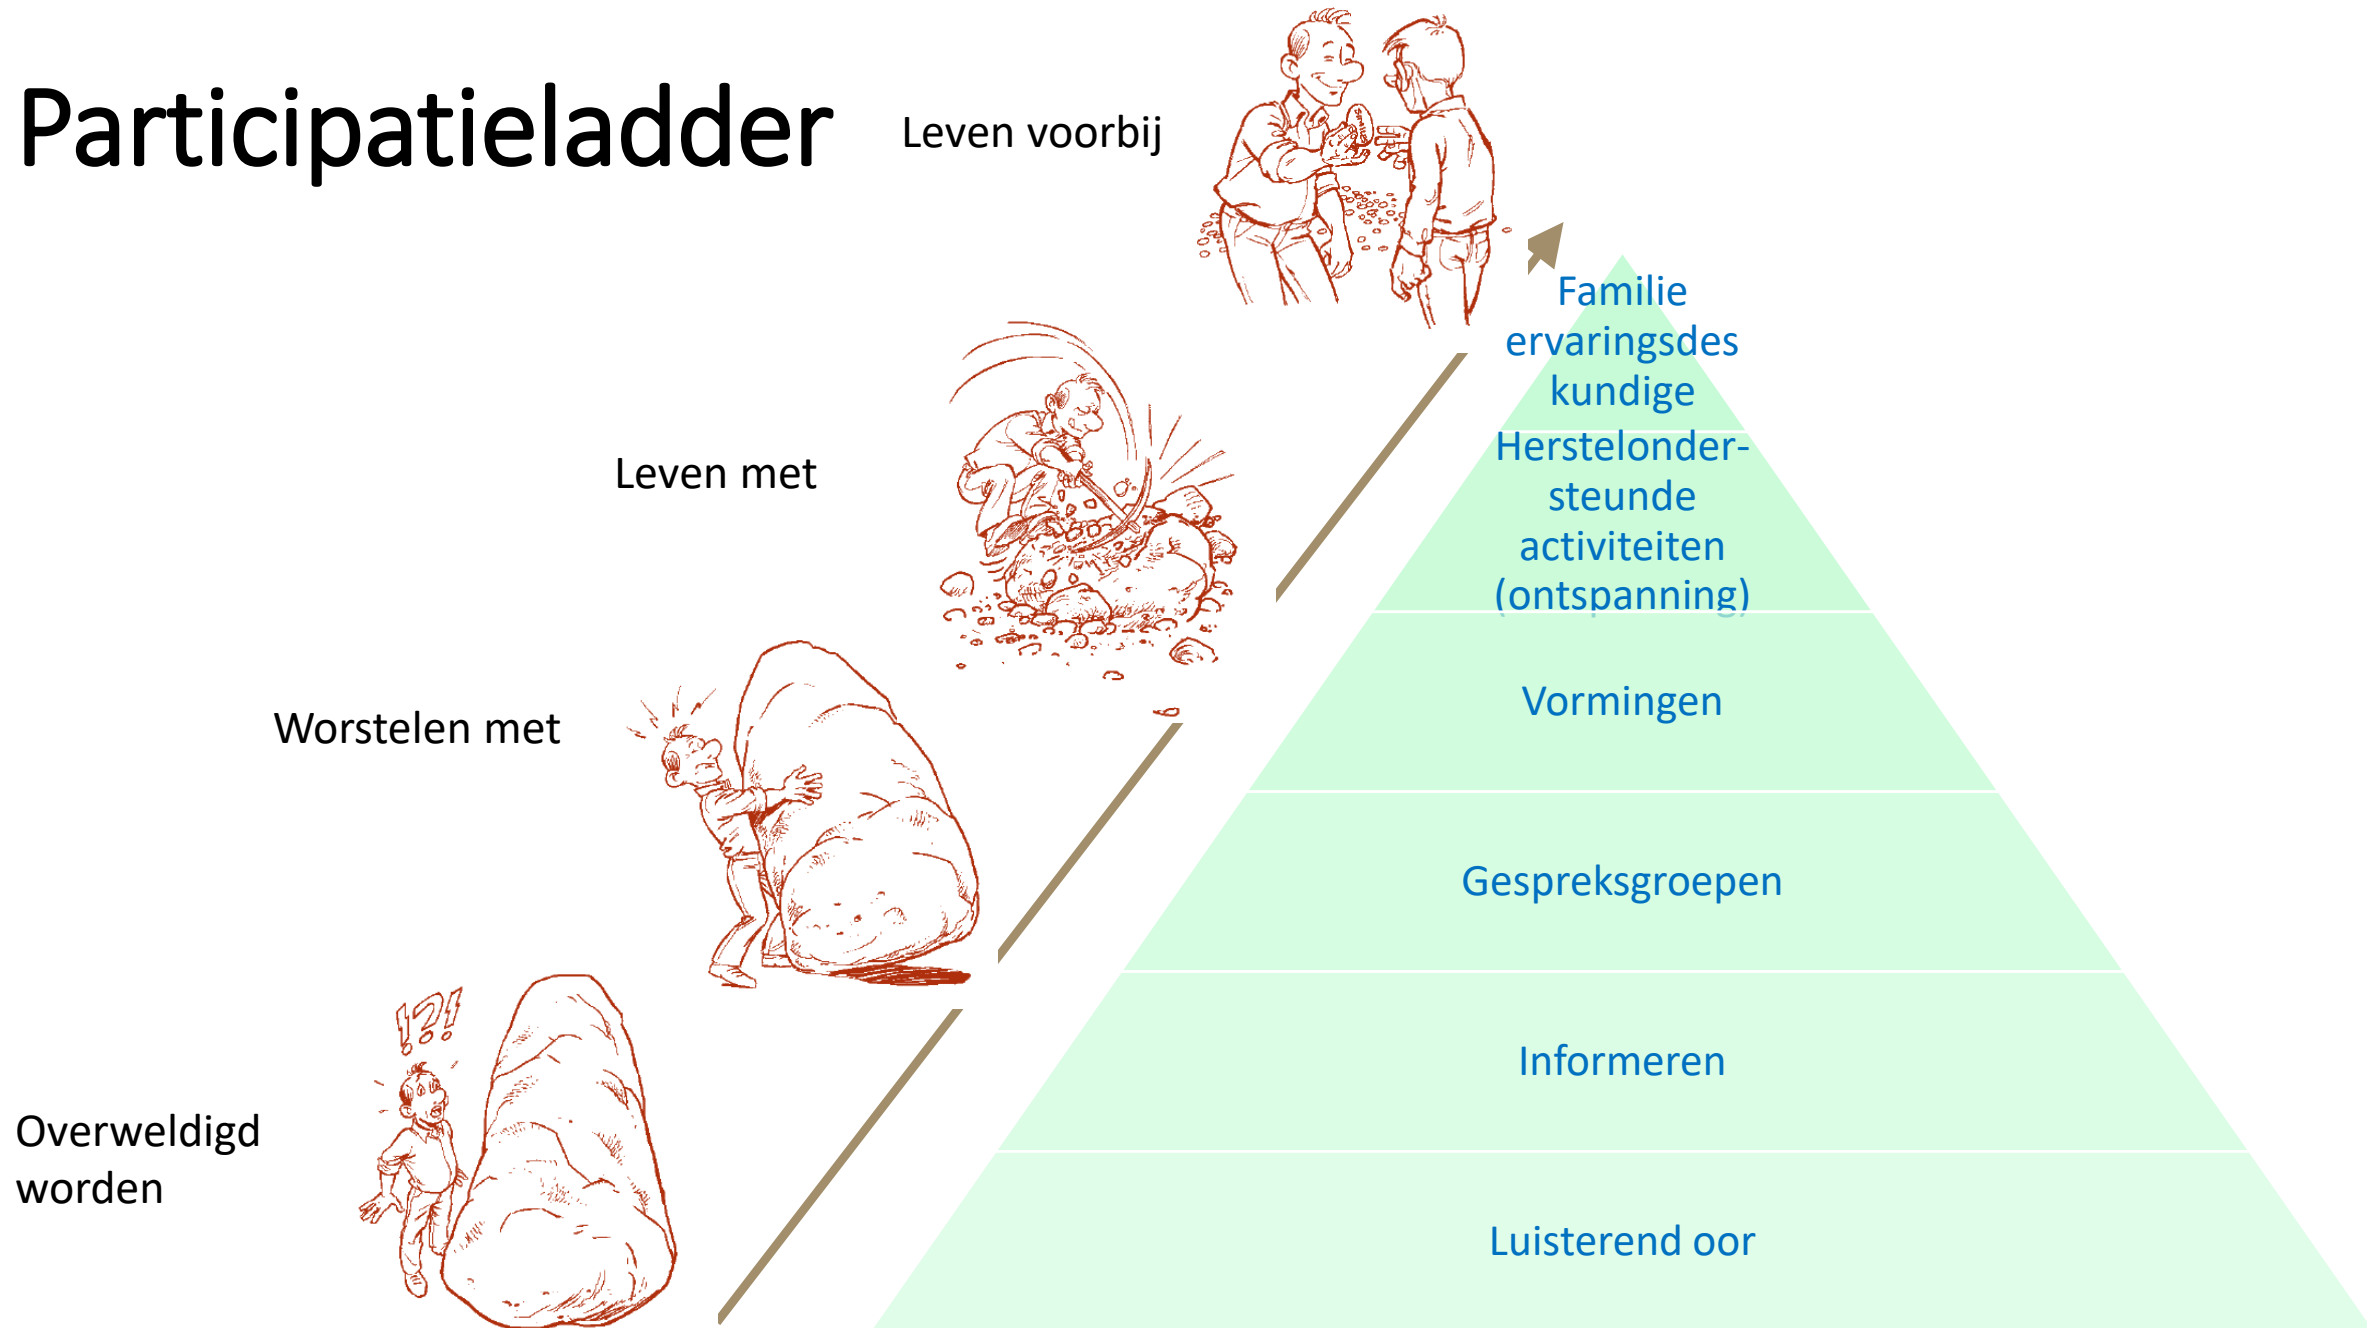 Participatieladder
Leven voorbij
Leven met
Worstelen met
!?!
Overweldigd
worden
Familie
ervaringsdes
kundige
Herstelonder-
steunde
activiteiten
(ontspanning)
Vormingen
Gespreksgroepen
Informeren
Luisterend oor